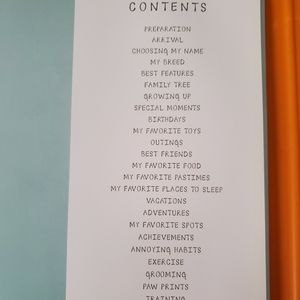 CONTENTS
PREPARATION
ARRIVAL
CHOOSING MY NAME
MY BREED
BEST FEATURES
FAMILY TREE
GROWING UP
SPECIAL MOMENTS
BIRTHDAYS
MY FAVORITE TOYS
OUTINGS
BEST FRIENDS
MY FAVORITE FOOD
MY FAVORITE PASTIMES
MY FAVORITE PLACES TO SLEEP
VACATIONS
ADVENTURES
MY FAVORITE SPOTS
ACHIEVEMENTS
ANNOYING HABITS
EXERCISE
GROOMING
PAW PRINTS
TRAINING